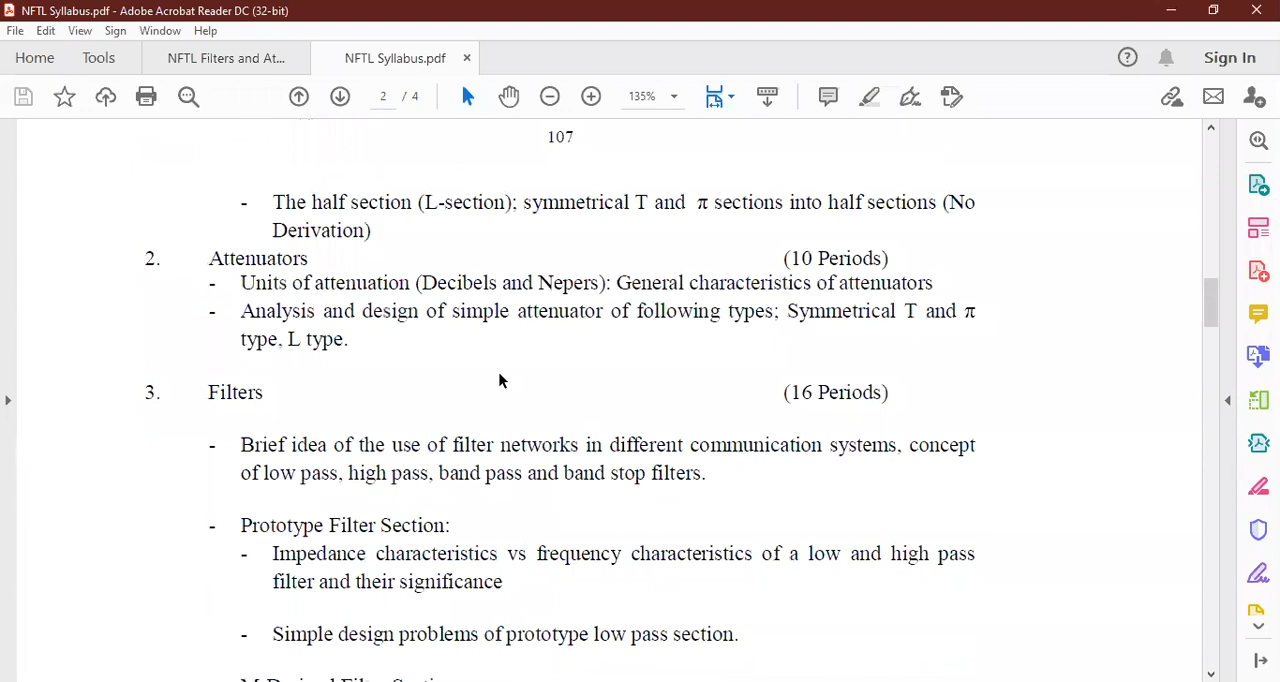 NFTL Syllabus.pdf - Adobe Acrobat Reader DC (32-bit)
File Edit View Sign Window Help
Home Tools NFTL Filters and At... NFTL Syllabus.pdf × Sign In
2 / 4 135%
107
- The half section (L-section); symmetrical T and π sections into half sections (No
Derivation)
2. Attenuators (10 Periods)
- Units of attenuation (Decibels and Nepers): General characteristics of attenuators
- Analysis and design of simple attenuator of following types; Symmetrical T and π
type, L type.
3. Filters (16 Periods)
- Brief idea of the use of filter networks in different communication systems, concept
of low pass, high pass, band pass and band stop filters.
- Prototype Filter Section:
- Impedance characteristics vs frequency characteristics of a low and high pass
filter and their significance
- Simple design problems of prototype low pass section.